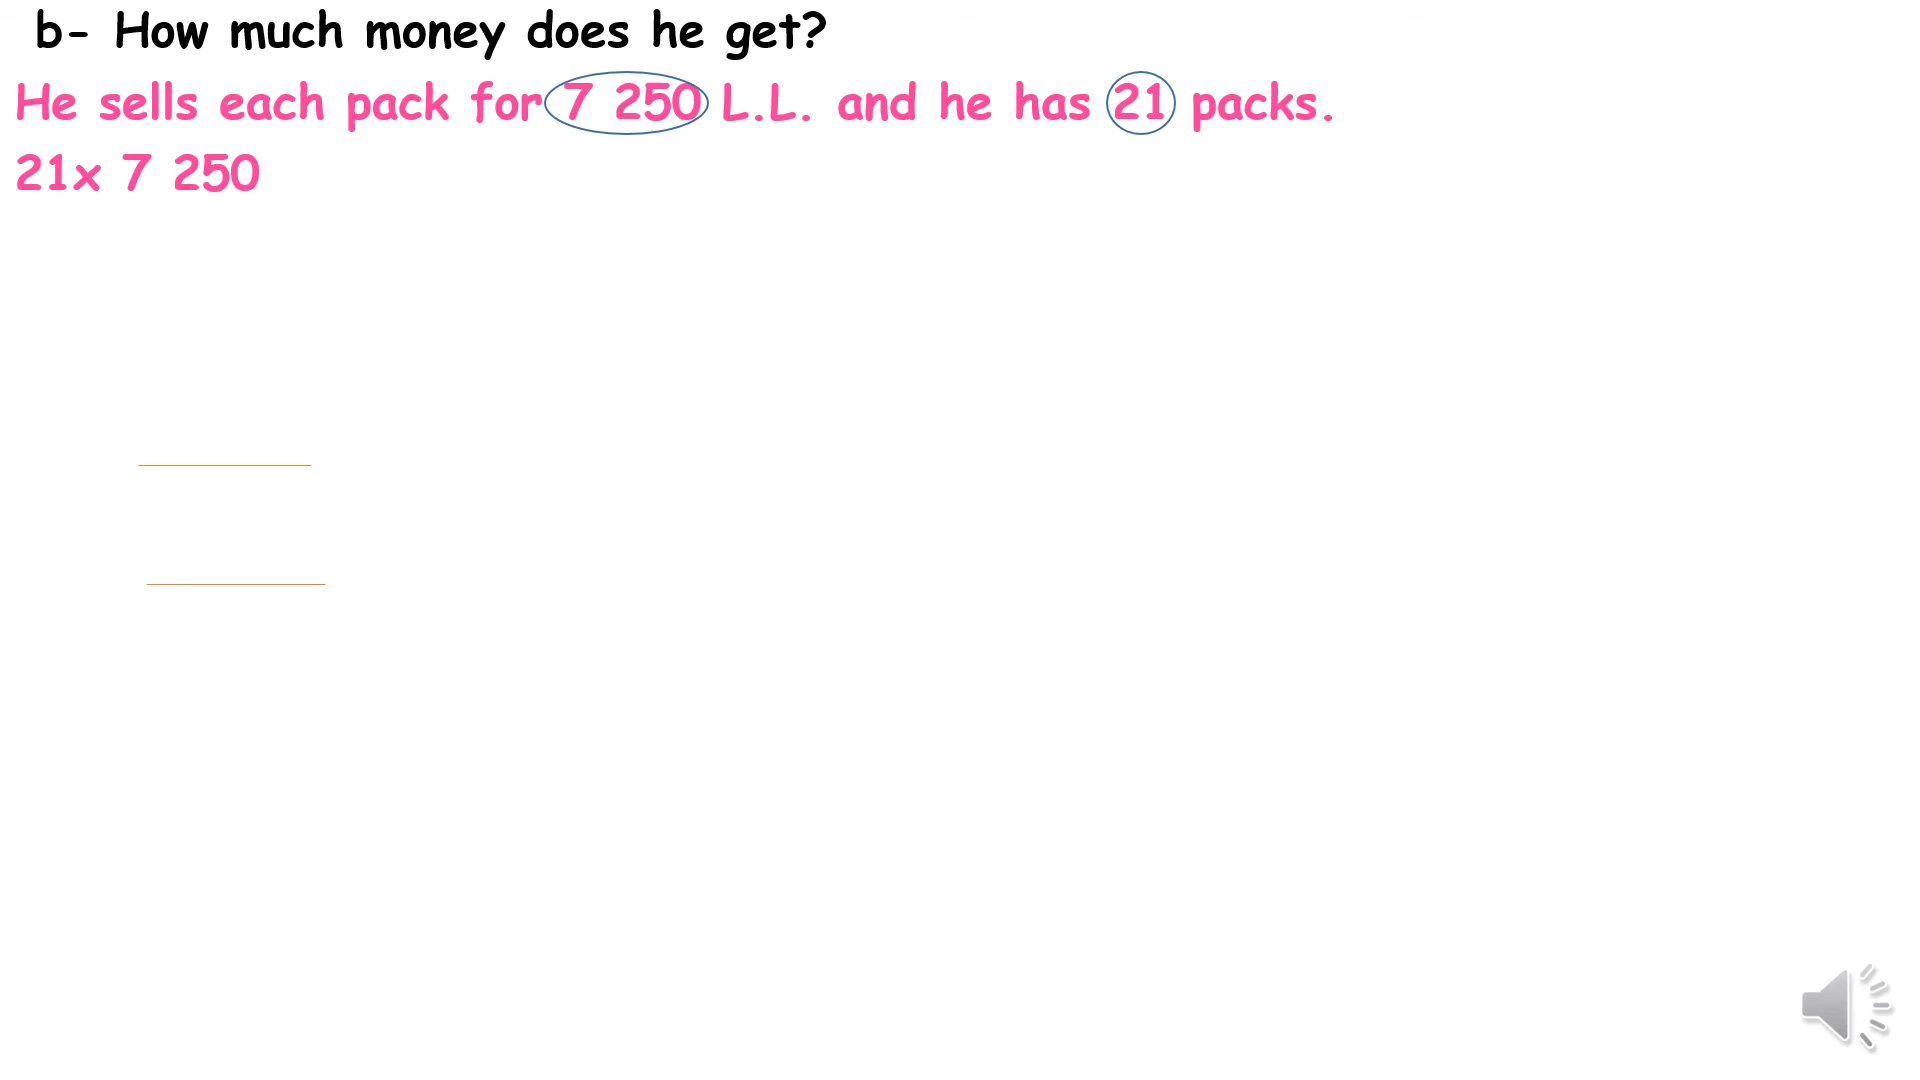 b- How much money does he get?
He sells each pack for 7 250 L.L. and he has 21 packs.
21x 7 250